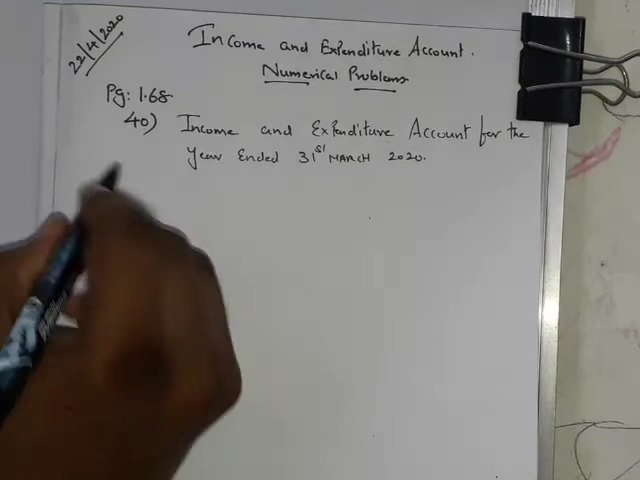 22/4/2020
Income and Expenditure Account.
Numerical Problems
Pg: 1.68
40) Income and Expenditure Account for the
year Ended 31st MARCH 2020.